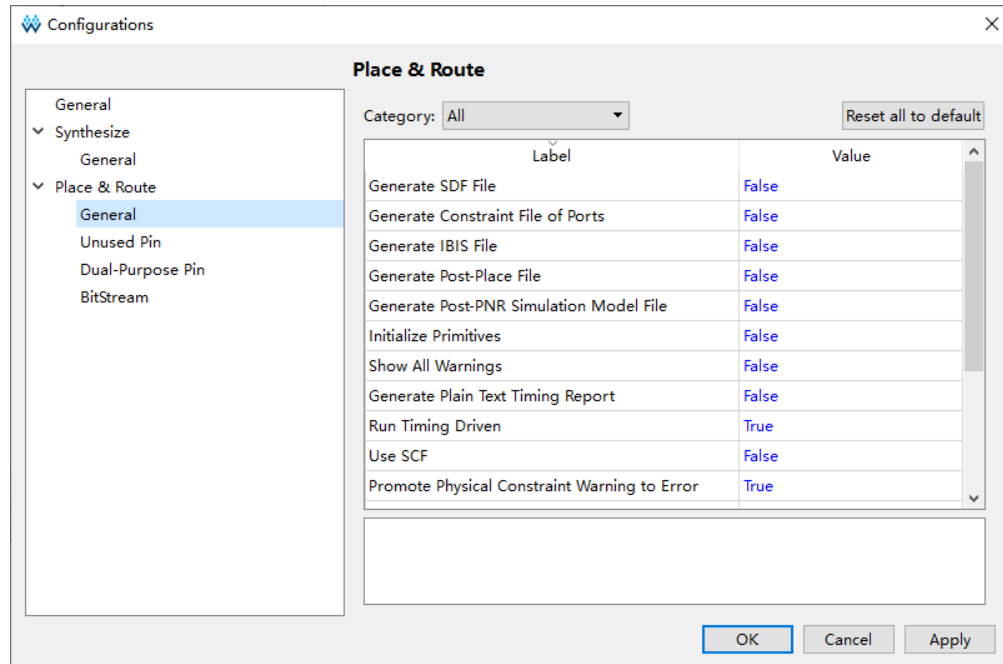 Configurations
Place & Route
General
Synthesize
General
Place & Route
General
Unused Pin
Dual-Purpose Pin
BitStream
Category: All
Reset all to default
Label Value
Generate SDF File False
Generate Constraint File of Ports False
Generate IBIS File False
Generate Post-Place File False
Generate Post-PNR Simulation Model File False
Initialize Primitives False
Show All Warnings False
Generate Plain Text Timing Report False
Run Timing Driven True
Use SCF False
Promote Physical Constraint Warning to Error True
OK Cancel Apply